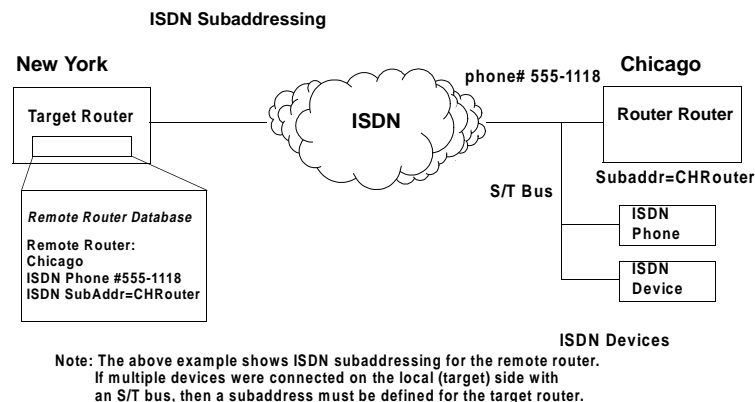 ISDN Subaddressing
New York
phone# 555-1118
Chicago
Target Router
ISDN
Router Router
Subaddr=CHRouter
S/T Bus
Remote Router Database
Remote Router:
Chicago
ISDN Phone #555-1118
ISDN SubAddr=CHRouter
ISDN
Phone
ISDN
Device
ISDN Devices
Note: The above example shows ISDN subaddressing for the remote router.
If multiple devices were connected on the local (target) side with
an S/T bus, then a subaddress must be defined for the target router.